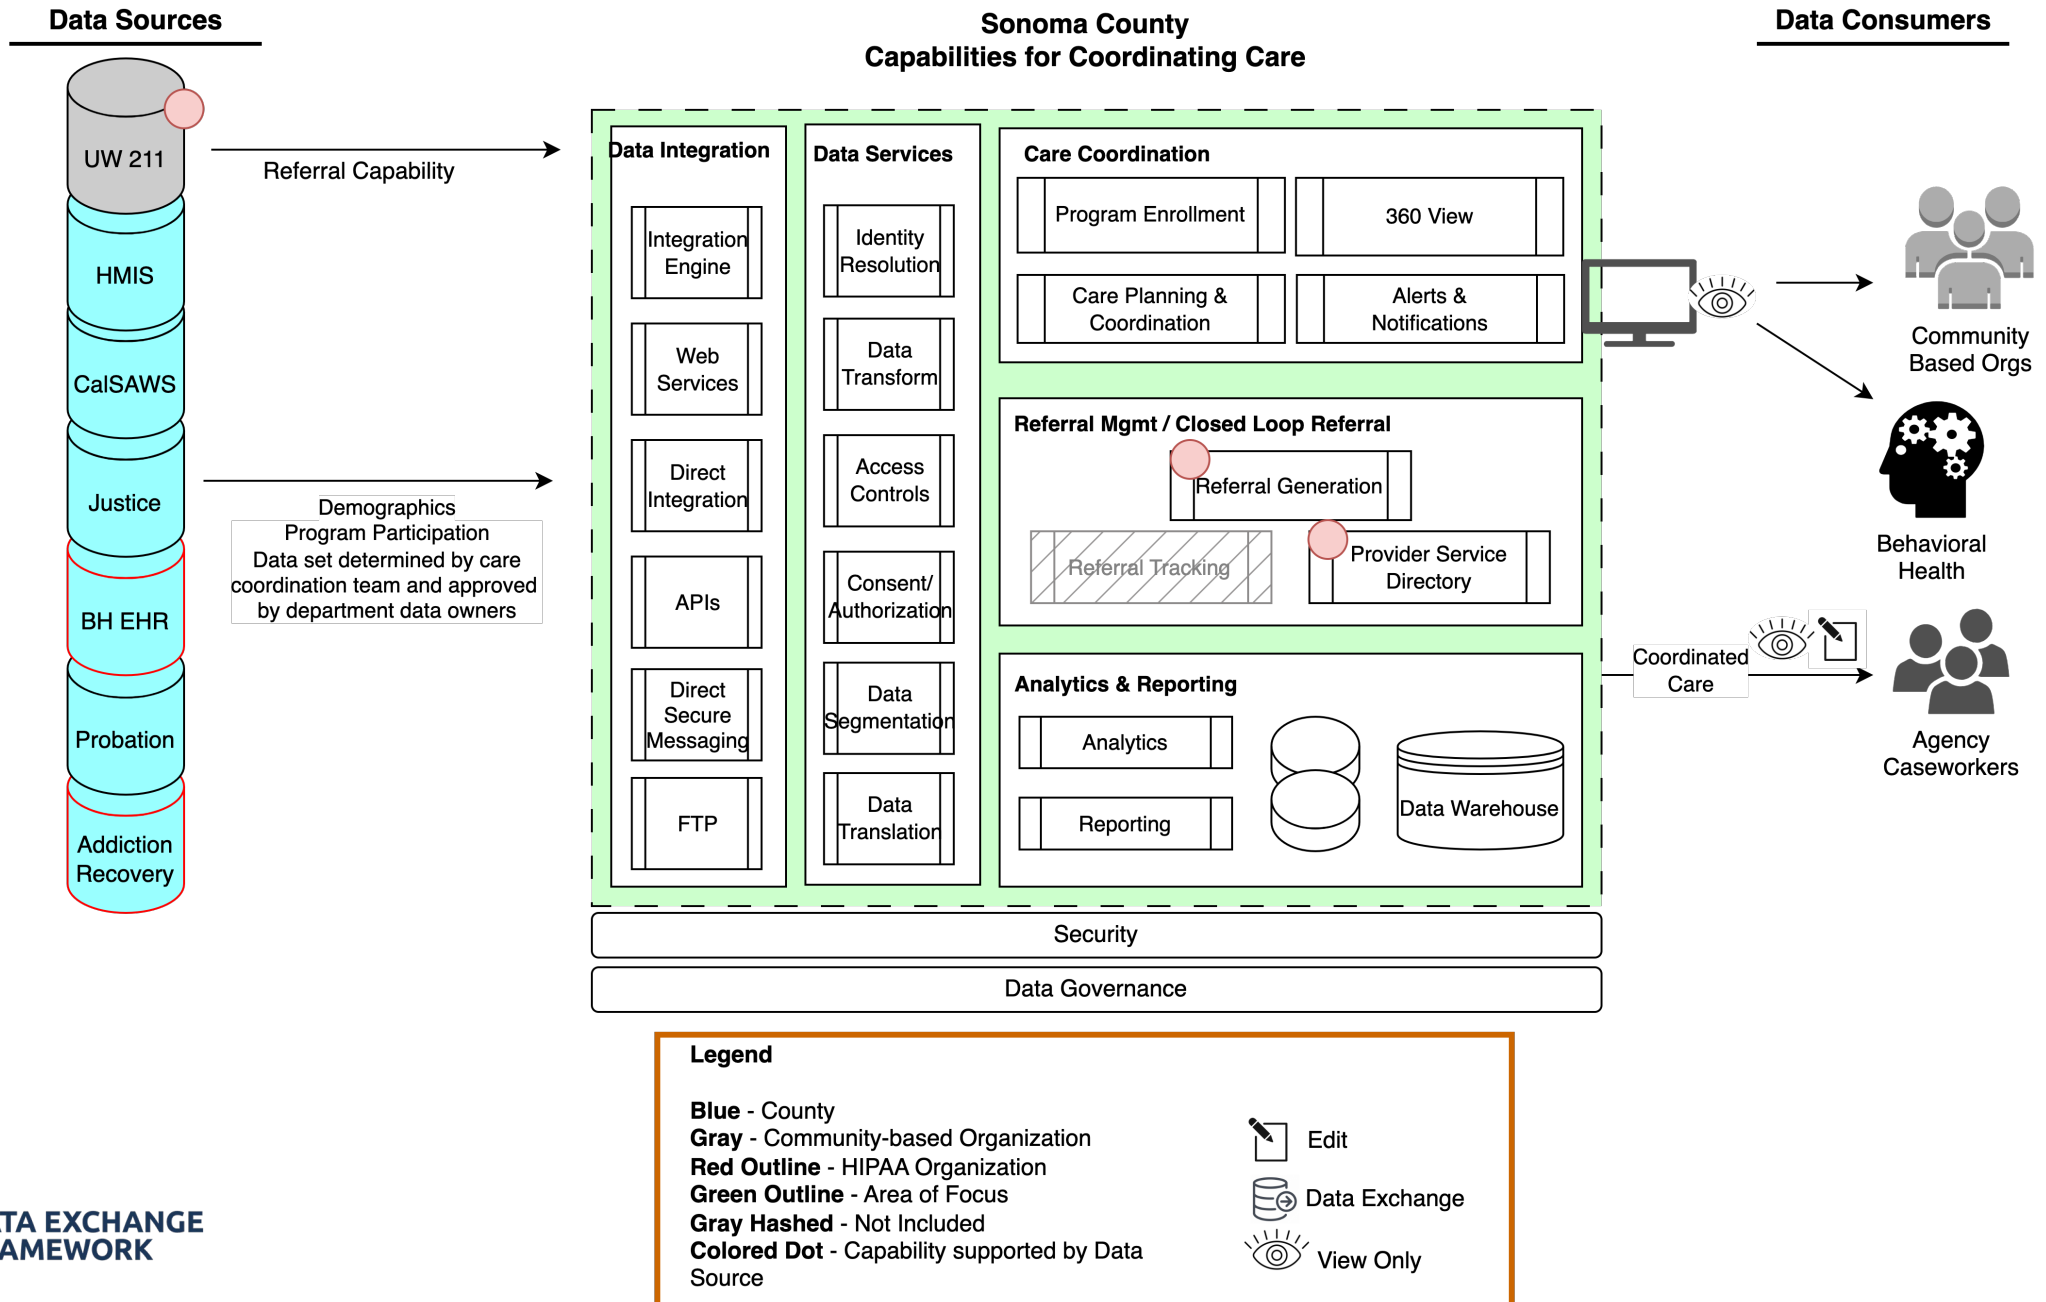 Data Sources
Sonoma County
Capabilities for Coordinating Care
Data Consumers
UW 211
HMIS
CalSAWS
Justice
BH EHR
Probation
Addiction
Recovery
Referral Capability
Demographics
Program Participation
Data set determined by care
coordination team and approved
by department data owners
Data Integration
Integration
Engine
Web
Services
Direct
Integration
APIs
Direct
Secure
Messaging
FTP
Data Services
Identity
Resolution
Data
Transform
Access
Controls
Consent/
Authorization
Data
Segmentation
Data
Translation
Care Coordination
Program Enrollment
360 View
Care Planning &
Coordination
Alerts &
Notifications
Referral Mgmt / Closed Loop Referral
Referral Generation
Referral Tracking
Provider Service
Directory
Analytics & Reporting
Analytics
Reporting
Data Warehouse
Coordinated
Care
Community
Based Orgs
Behavioral
Health
Agency
Caseworkers
Security
Data Governance
Legend
Blue - County
Gray - Community-based Organization
Red Outline - HIPAA Organization
Green Outline - Area of Focus
Gray Hashed - Not Included
Colored Dot - Capability supported by Data
Source
Edit
Data Exchange
View Only
TA EXCHANGE
AMEWORK